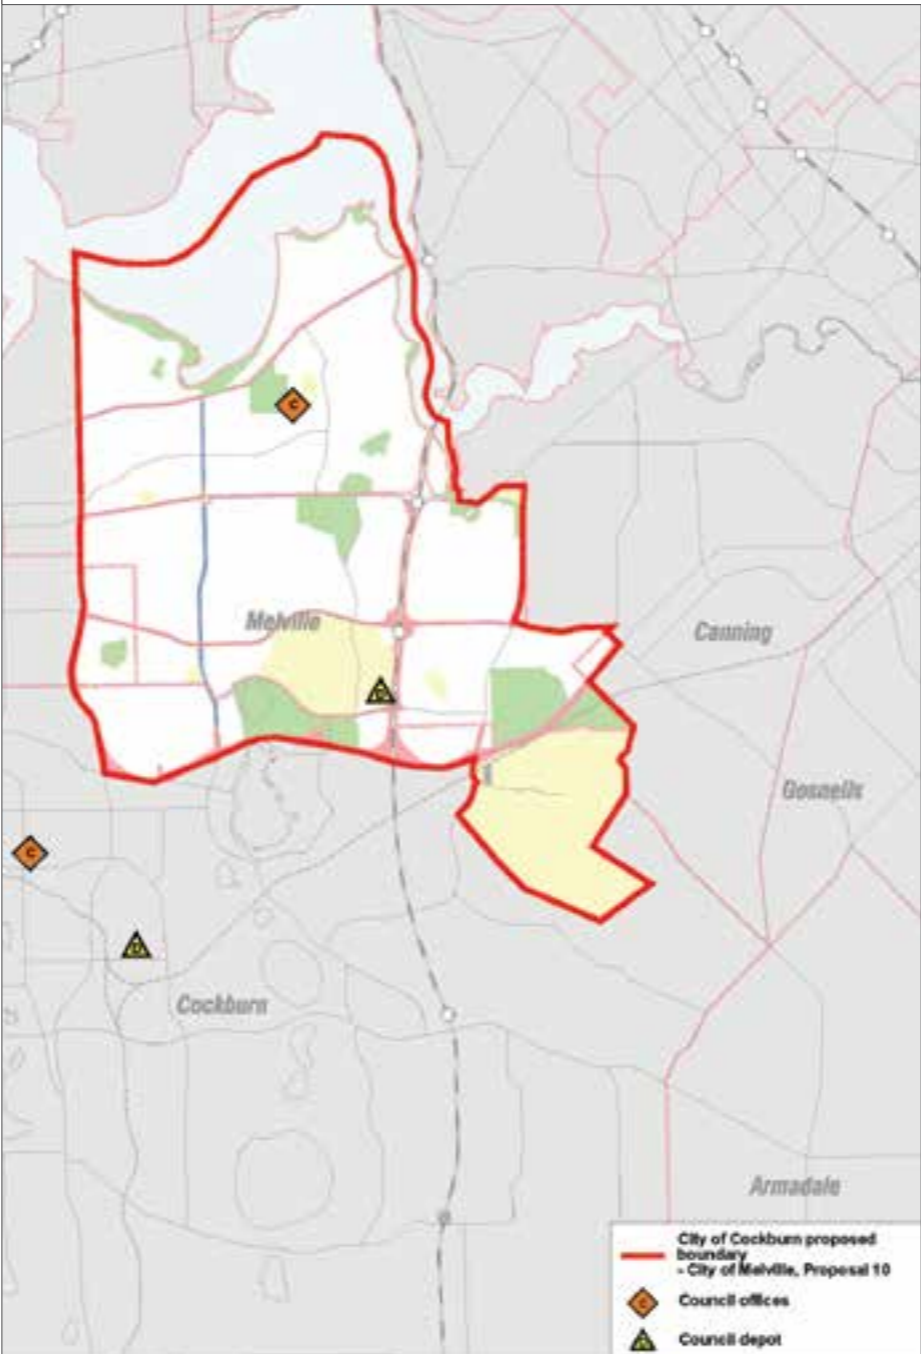 C
Melville
Canning
D
Gosnells
C
D
Cockburn
Armadale
City of Cockburn proposed
boundary
- City of Melville, Proposal 10
C
Council offices
D
Council depot